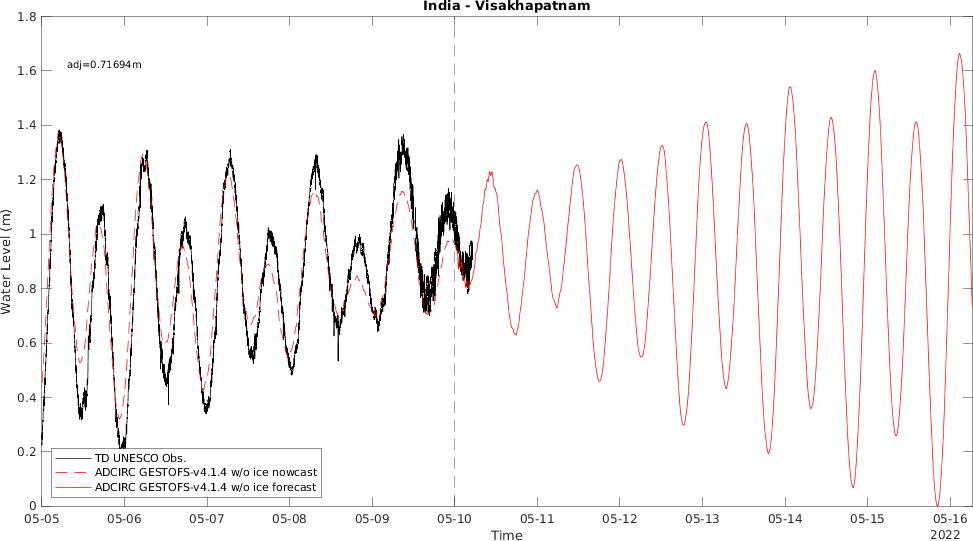 India - Visakhapatnam
adj=0.71694m
1.8
1.6
1.4
1.2
1
0.8
0.6
0.4
0.2
0
Water Level (m)
TD UNESCO Obs.
ADCIRC GESTOFS-v4.1.4 w/o ice nowcast
ADCIRC GESTOFS-v4.1.4 w/o ice forecast
05-05 05-06 05-07 05-08 05-09 05-10 05-11 05-12 05-13 05-14 05-15 05-16
Time
2022